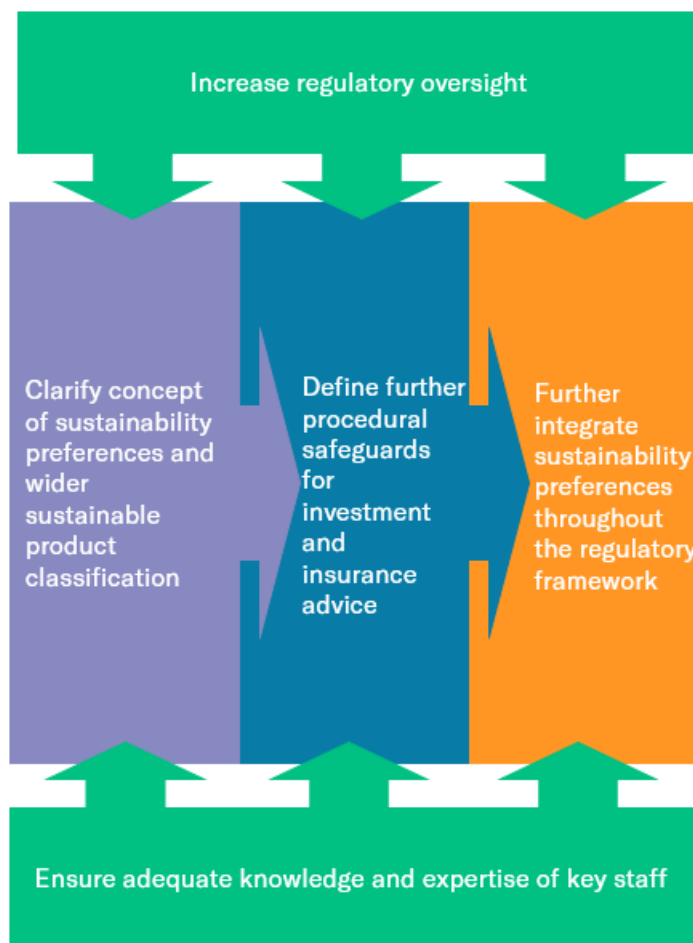 Increase regulatory oversight
Clarify concept
of sustainability
preferences and
wider
sustainable
product
classification
Define further
procedural
safeguards
for
investment
and
insurance
advice
Further
integrate
sustainability
preferences
throughout
the regulatory
framework
Ensure adequate knowledge and expertise of key staff